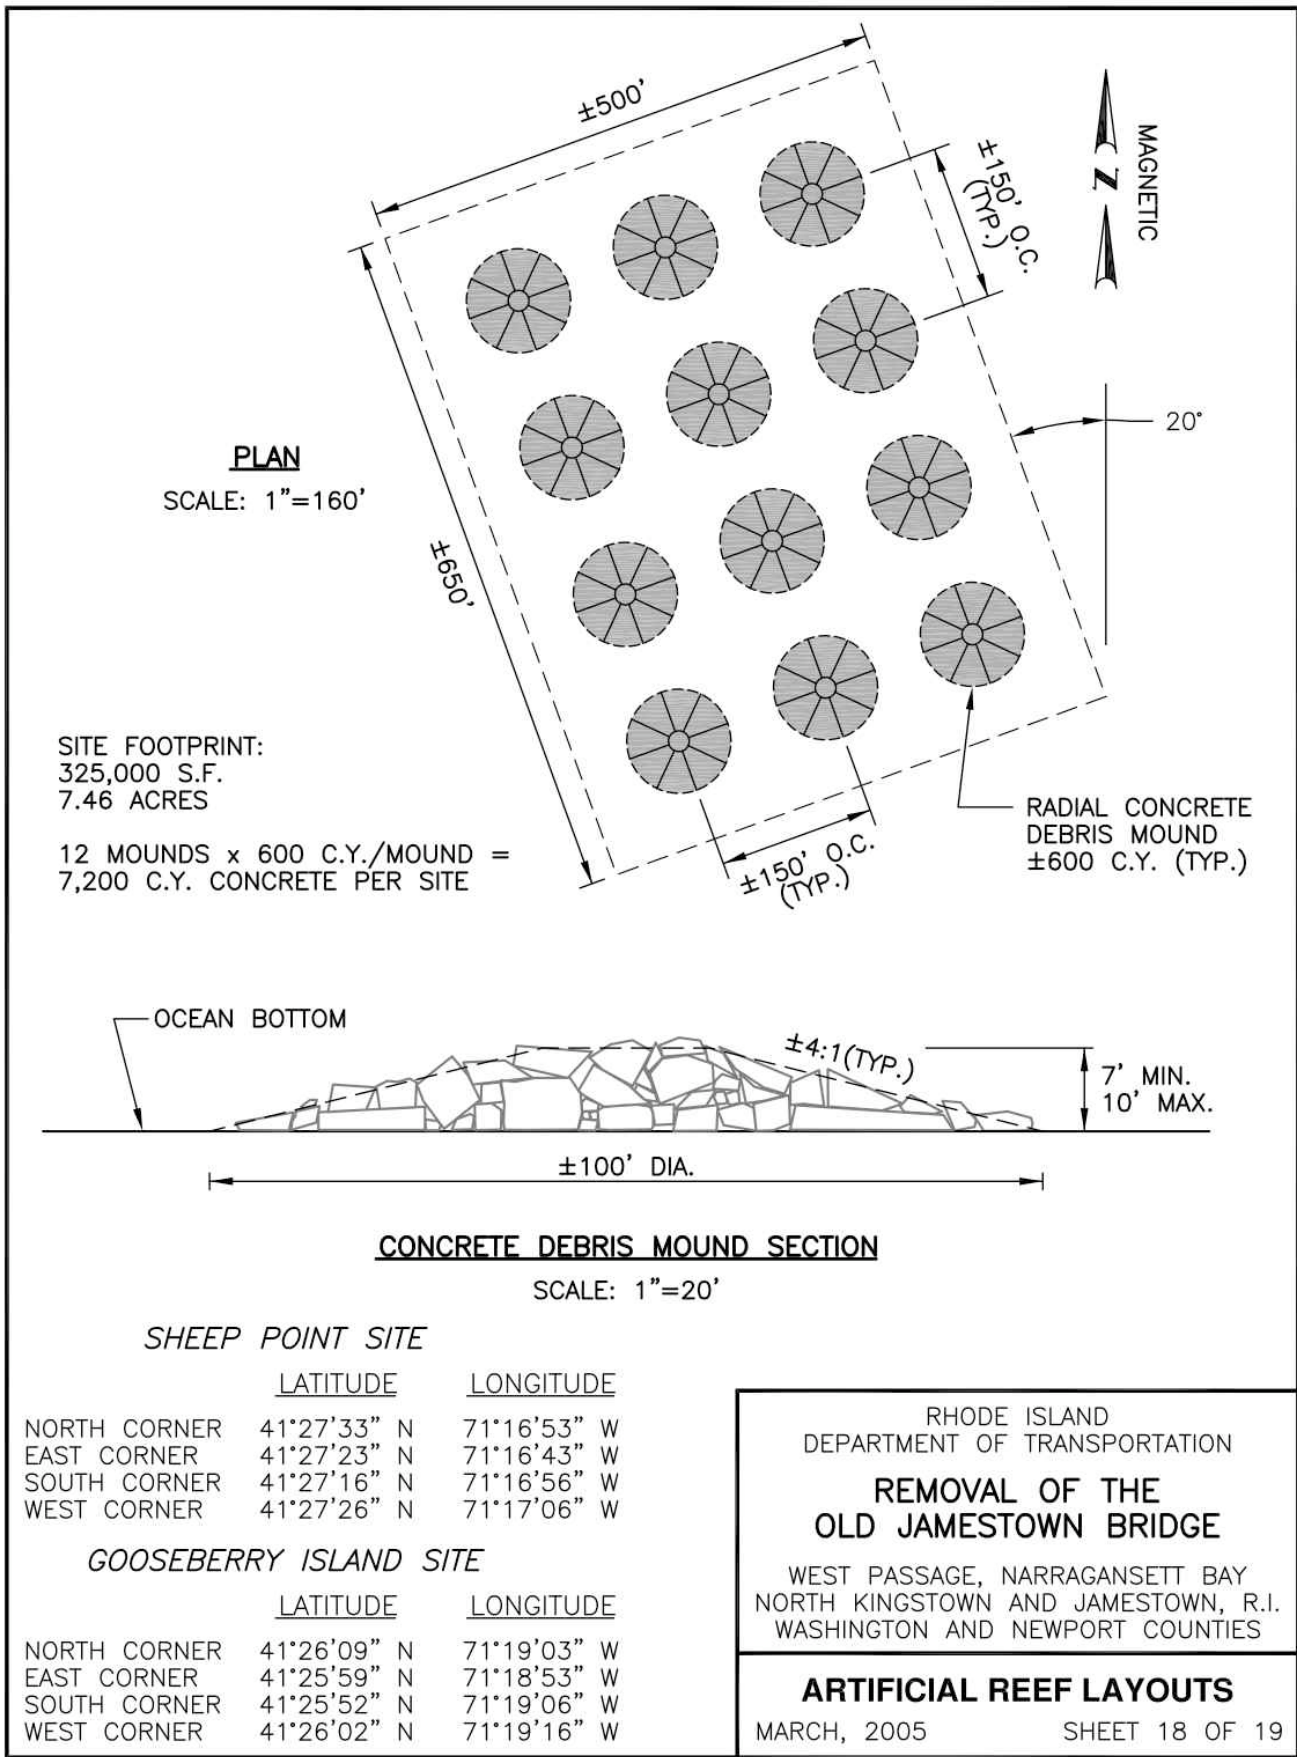 ±500’
±150’ O.C.
(TYP.)
MAGNETIC
N
20°
PLAN
SCALE: 1”=160’
±650’
SITE FOOTPRINT:
325,000 S.F.
7.46 ACRES
12 MOUNDS x 600 C.Y./MOUND =
7,200 C.Y. CONCRETE PER SITE
±150’ O.C.
(TYP.)
RADIAL CONCRETE
DEBRIS MOUND
±600 C.Y. (TYP.)
OCEAN BOTTOM
±4:1(TYP.)
7’ MIN.
10’ MAX.
±100’ DIA.
CONCRETE DEBRIS MOUND SECTION
SCALE: 1”=20’
SHEEP POINT SITE
LATITUDE LONGITUDE
NORTH CORNER 41°27’33” N 71°16’53” W
EAST CORNER 41°27’23” N 71°16’43” W
SOUTH CORNER 41°27’16” N 71°16’56” W
WEST CORNER 41°27’26” N 71°17’06” W
GOOSEBERRY ISLAND SITE
LATITUDE LONGITUDE
NORTH CORNER 41°26’09” N 71°19’03” W
EAST CORNER 41°25’59” N 71°18’53” W
SOUTH CORNER 41°25’52” N 71°19’06” W
WEST CORNER 41°26’02” N 71°19’16” W
RHODE ISLAND
DEPARTMENT OF TRANSPORTATION
REMOVAL OF THE
OLD JAMESTOWN BRIDGE
WEST PASSAGE, NARRAGANSETT BAY
NORTH KINGSTOWN AND JAMESTOWN, R.I.
WASHINGTON AND NEWPORT COUNTIES
ARTIFICIAL REEF LAYOUTS
MARCH, 2005 SHEET 18 OF 19